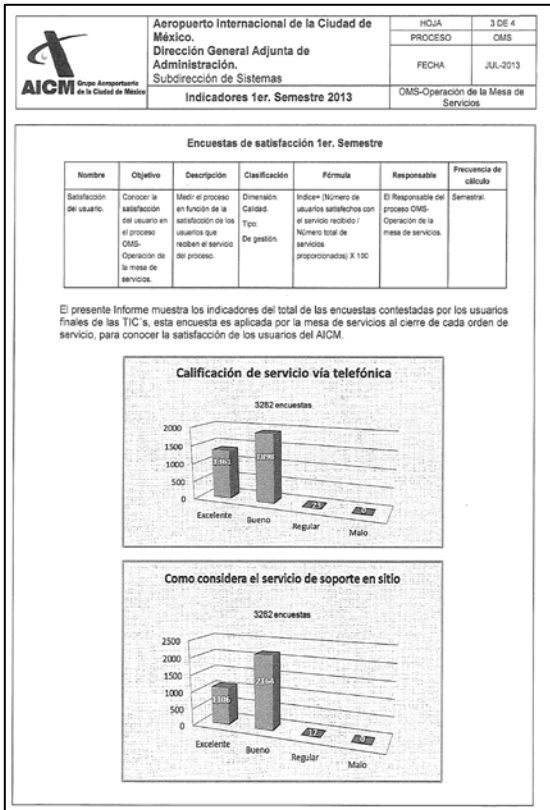 AICM Grupo Aeroportuario
de la Ciudad de México
Aeropuerto Internacional de la Ciudad de
México.
Dirección General Adjunta de
Administración.
Subdirección de Sistemas
Indicadores 1er. Semestre 2013
HOJA 3 DE 4
PROCESO OMS
FECHA JUL-2013
OMS-Operación de la Mesa de
Servicios
Encuestas de satisfacción 1er. Semestre
Nombre Objetivo Descripción Clasificación Fórmula Responsable Frecuencia de
cálculo
Satisfacción
del usuario.
Conocer la
satisfacción
del usuario en
el proceso
OMS-
Operación de
la mesa de
servicios.
Medir el proceso
en función de la
satisfacción de los
usuarios que
reciben el servicio
del proceso.
Dimensión:
Calidad.
Tipo:
De gestión.
Indice= (Número de
usuarios satisfechos con
el servicio recibido /
Número total de
servicios
proporcionados) X 100
El Responsable del
proceso OMS-
Operación de la
mesa de servicios.
Semestral.
El presente Informe muestra los indicadores del total de las encuestas contestadas por los usuarios
finales de las TIC´s, esta encuesta es aplicada por la mesa de servicios al cierre de cada orden de
servicio, para conocer la satisfacción de los usuarios del AICM.
Calificación de servicio vía telefónica
3282 encuestas
2000
1500
1000
500
0
1361
1898
23
0
Excelente
Bueno
Regular
Malo
Como considera el servicio de soporte en sitio
3282 encuestas
2500
2000
1500
1000
500
0
1106
2164
12
0
Excelente
Bueno
Regular
Malo